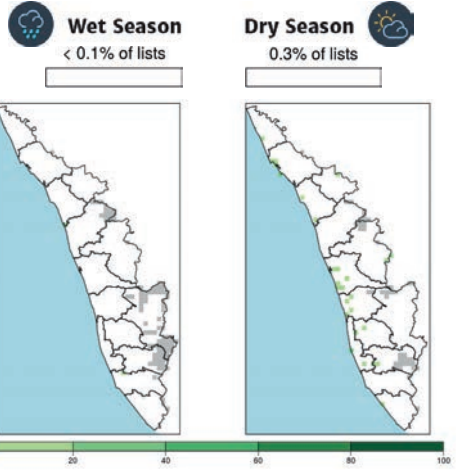 Wet Season
< 0.1% of lists
Dry Season
0.3% of lists
20 40 60 80 100